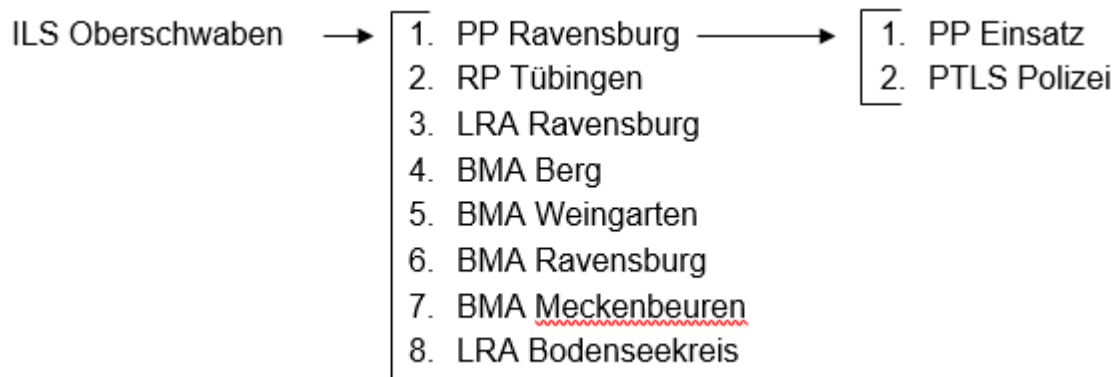 ILS Oberschwaben
1. PP Ravensburg
2. RP Tübingen
3. LRA Ravensburg
4. BMA Berg
5. BMA Weingarten
6. BMA Ravensburg
7. BMA Meckenbeuren
8. LRA Bodenseekreis
1. PP Einsatz
2. PTLS Polizei